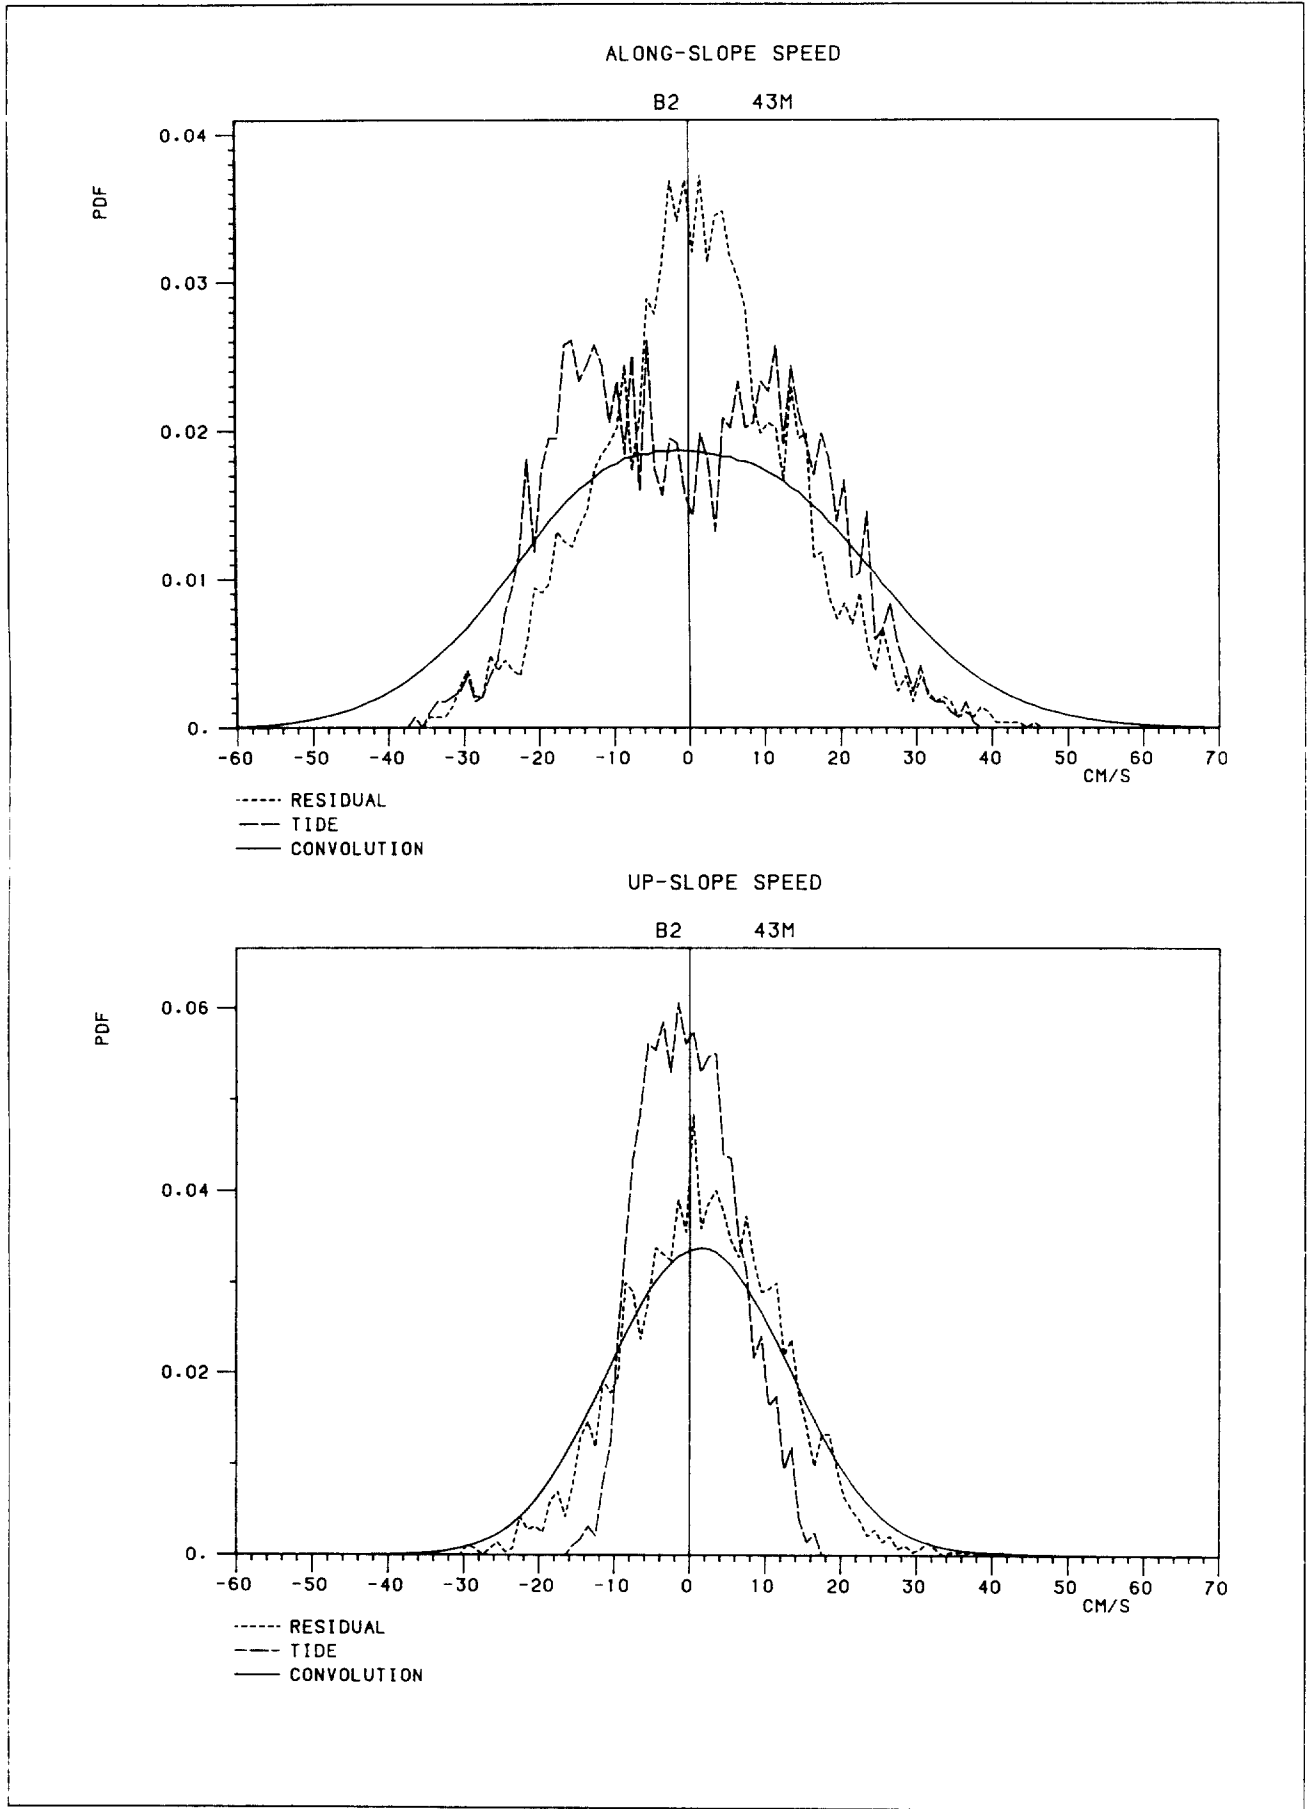 ALONG-SLOPE SPEED
B2 43M
0.04
PDF
0.03
0.02
0.01
0.
-60 -50 -40 -30 -20 -10 0 10 20 30 40 50 60 70
CM/S
RESIDUAL
TIDE
CONVOLUTION
UP-SLOPE SPEED
B2 43M
0.06
PDF
0.04
0.02
0.
-60 -50 -40 -30 -20 -10 0 10 20 30 40 50 60 70
CM/S
RESIDUAL
TIDE
CONVOLUTION